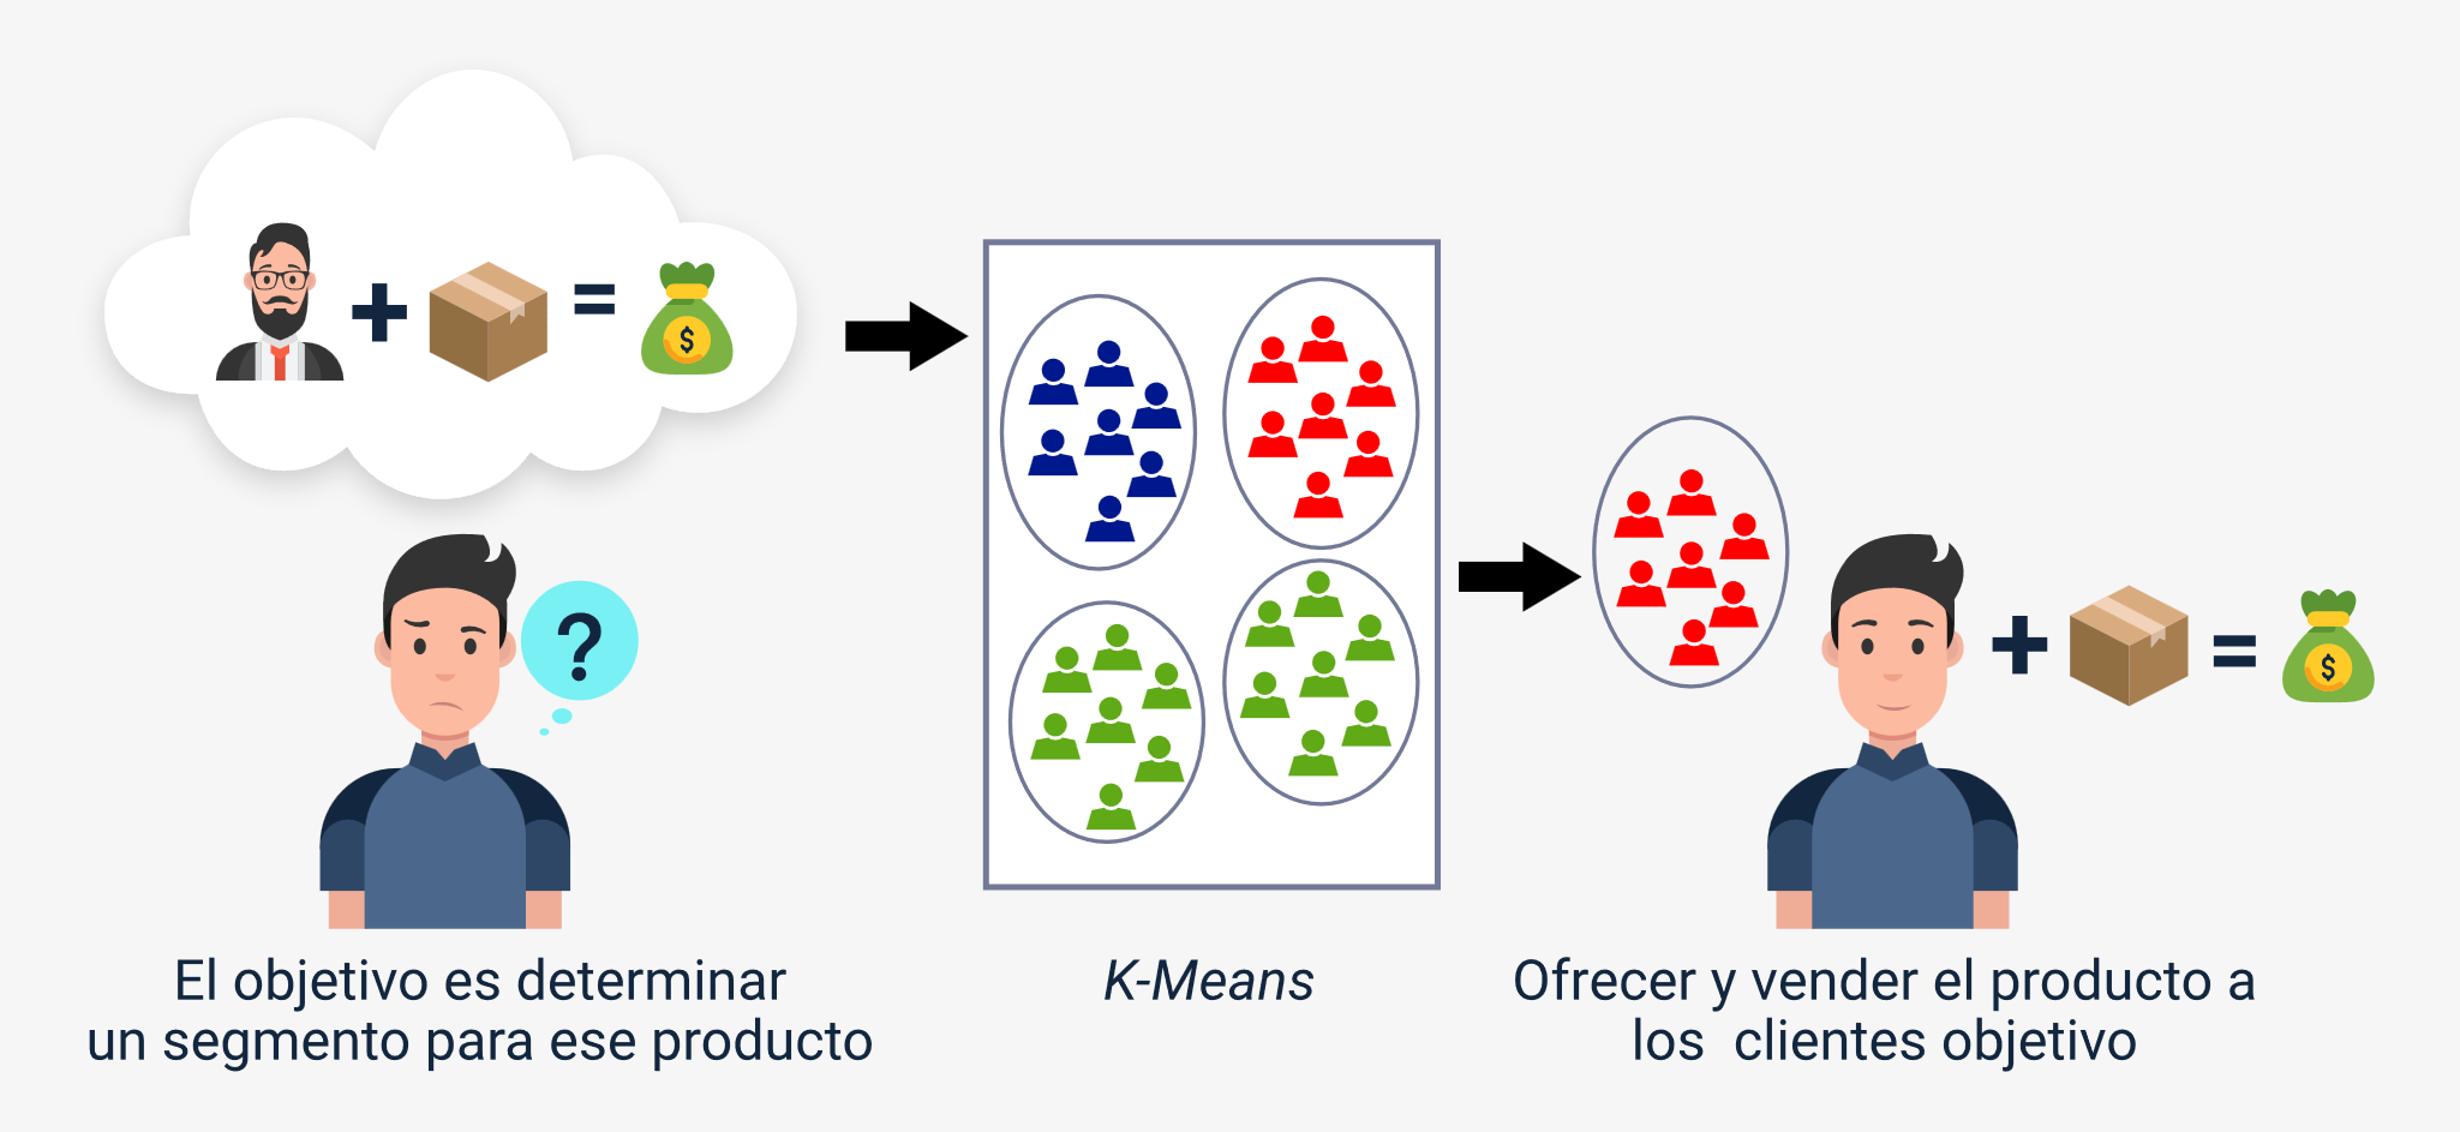 +
=
$
?
El objetivo es determinar
un segmento para ese producto
K-Means
+
=
$
Ofrecer y vender el producto a
los clientes objetivo